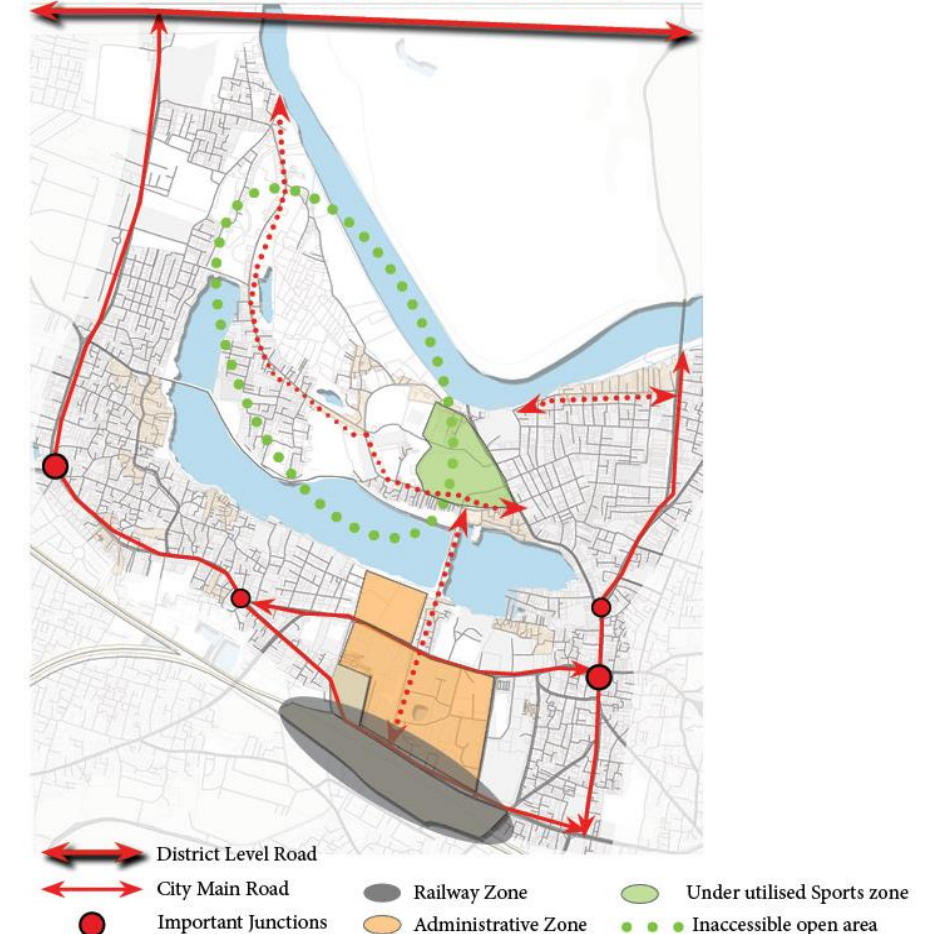 District Level Road
City Main Road
Railway Zone
Under utilised Sports zone
Important Junctions
Administrative Zone
Inaccessible open area